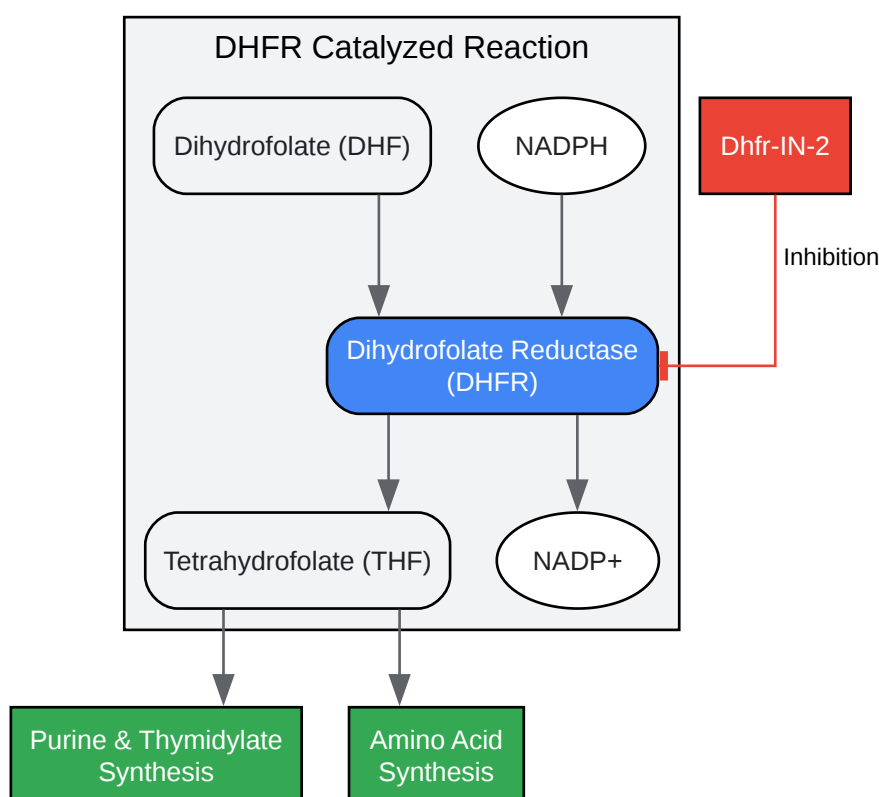 DHFR Catalyzed Reaction
Dihydrofolate (DHF)
NADPH
Dhfr-IN-2
Inhibition
Dihydrofolate Reductase
(DHFR)
Tetrahydrofolate (THF)
NADP+
Purine & Thymidylate
Synthesis
Amino Acid
Synthesis